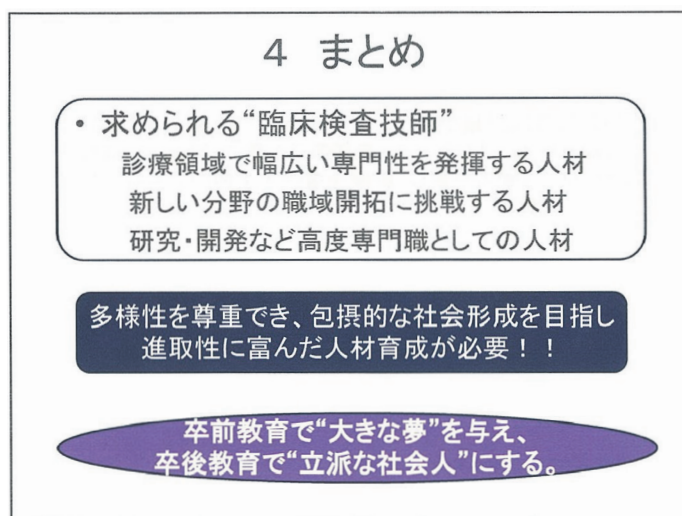 4 まとめ
• 求められる“臨床検査技師”
診療領域で幅広い専門性を発揮する人材
新しい分野の職域開拓に挑戦する人材
研究・開発など高度専門職としての人材
多様性を尊重でき、包摂的な社会形成を目指し
進取性に富んだ人材育成が必要！！
卒前教育で“大きな夢”を与え、
卒後教育で“立派な社会人”にする。